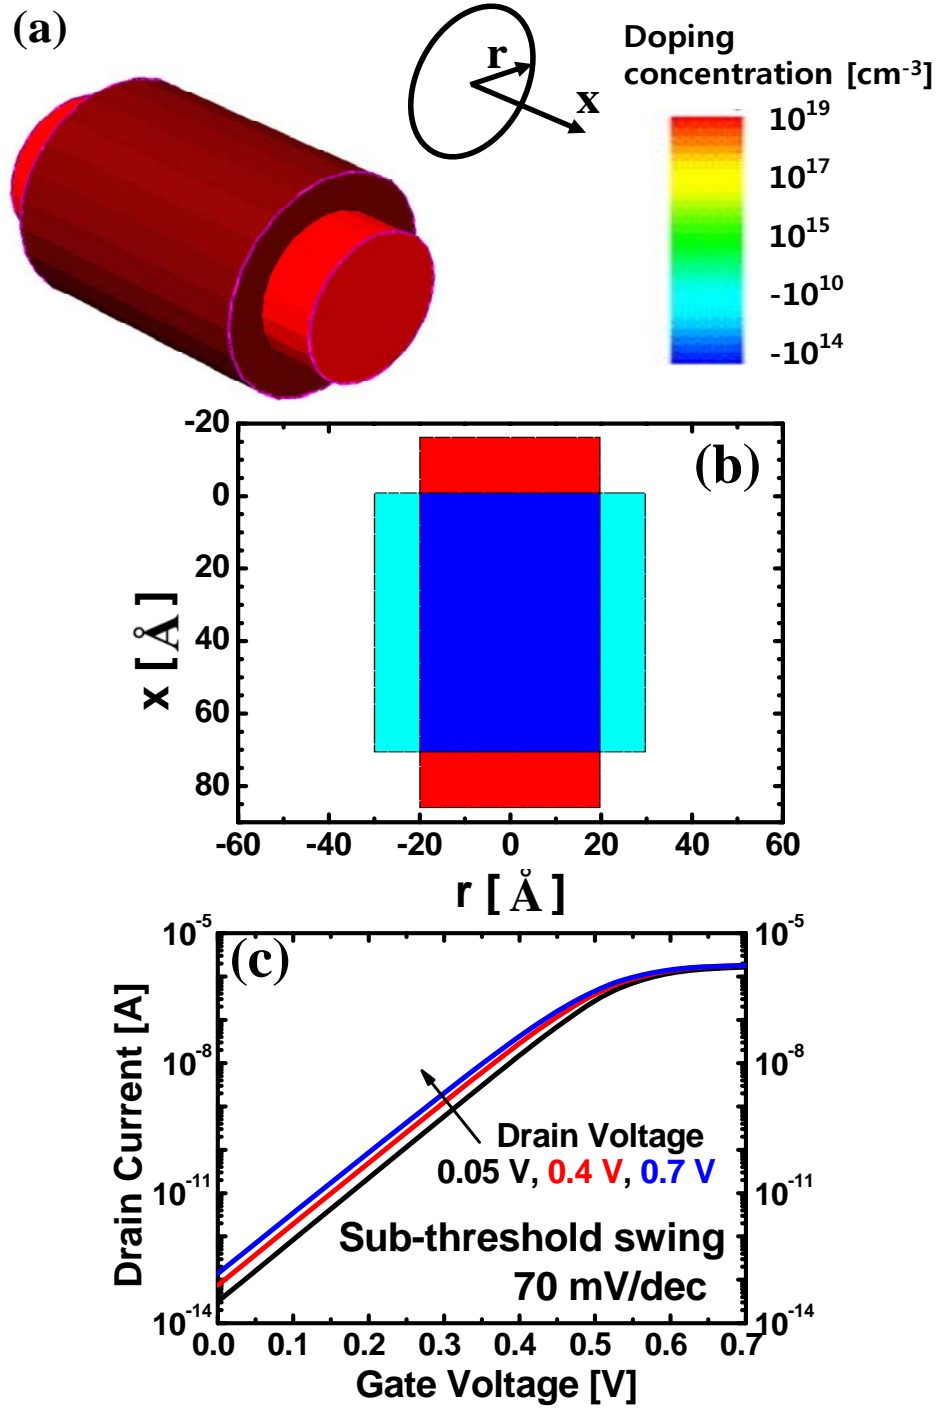 (a)
r
x
Doping
concentration [cm-3]
10^19
10^17
10^15
-10^10
-10^14
(b)
-20
0
20
40
60
80
x [Å]
-60 -40 -20 0 20 40 60
r [Å]
(c)
10^-5
10^-8
10^-11
10^-14
Drain Current [A]
10^-5
10^-8
10^-11
10^-14
Drain Voltage
0.05 V, 0.4 V, 0.7 V
Sub-threshold swing
70 mV/dec
0.0 0.1 0.2 0.3 0.4 0.5 0.6 0.7
Gate Voltage [V]